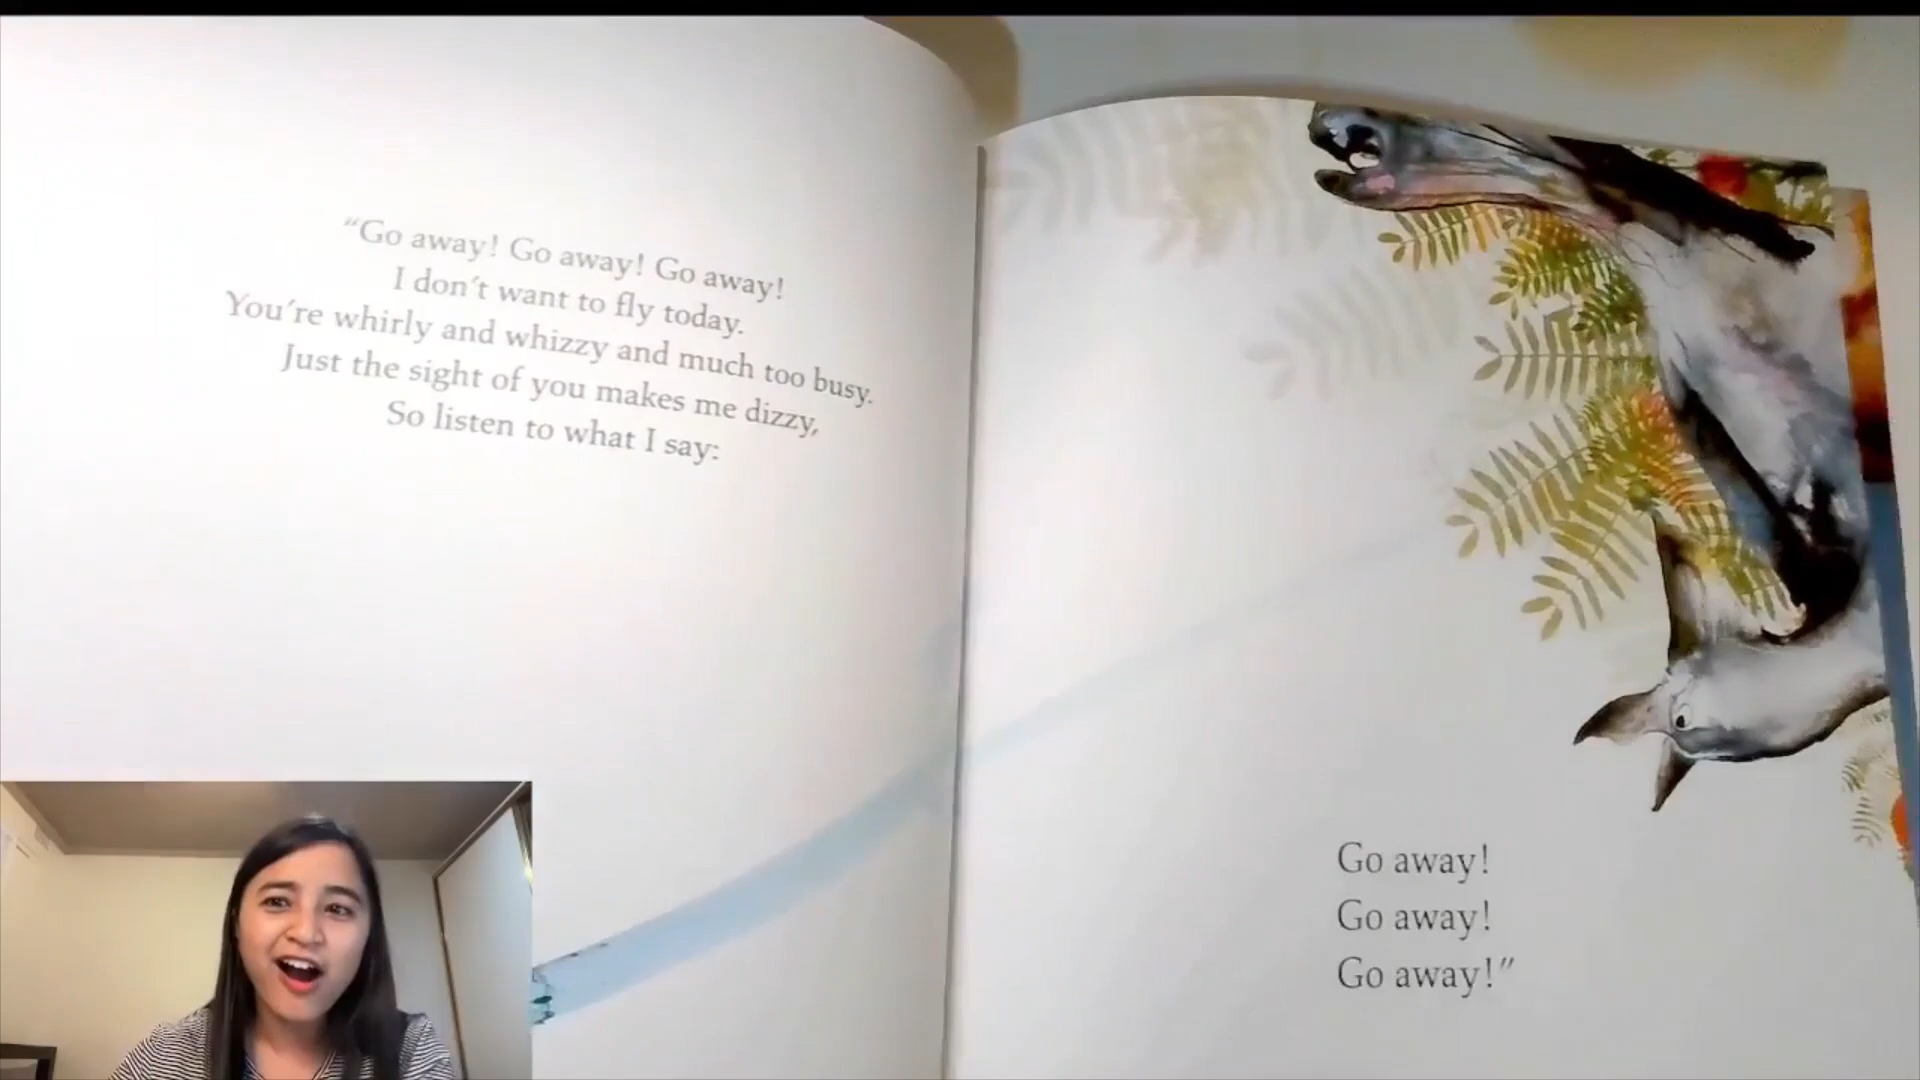 “Go away! Go away! Go away!
I don’t want to fly today.
You’re whirly and whizzy and much too busy.
Just the sight of you makes me dizzy,
So listen to what I say:
Go away!
Go away!
Go away!”